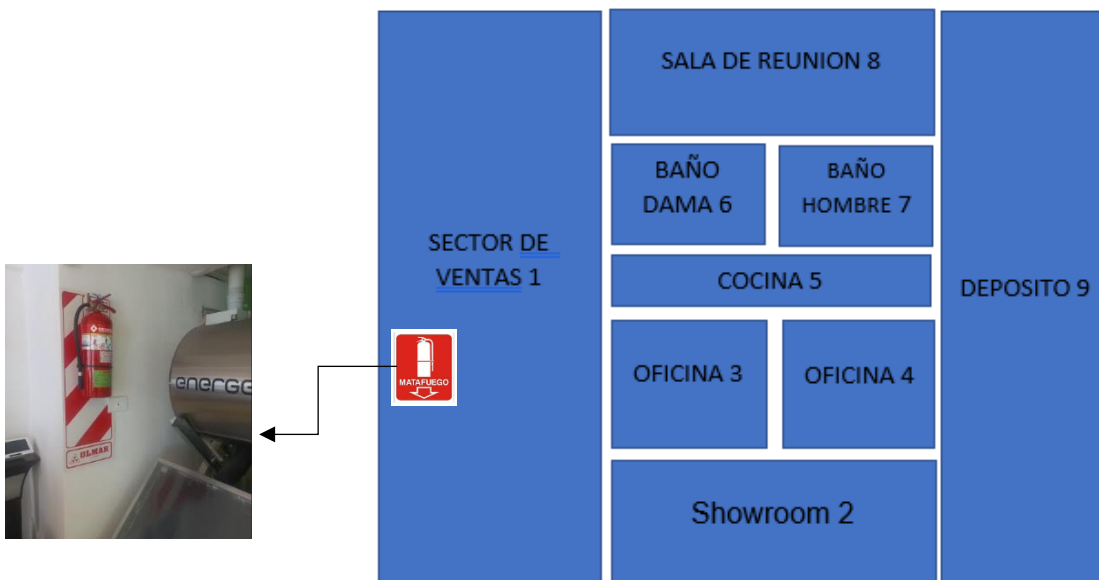 SALA DE REUNION 8
BAÑO
DAMA 6
BAÑO
HOMBRE 7
SECTOR DE
VENTAS 1
COCINA 5
DEPOSITO 9
MATAFUEGO
OFICINA 3
OFICINA 4
Showroom 2
energe